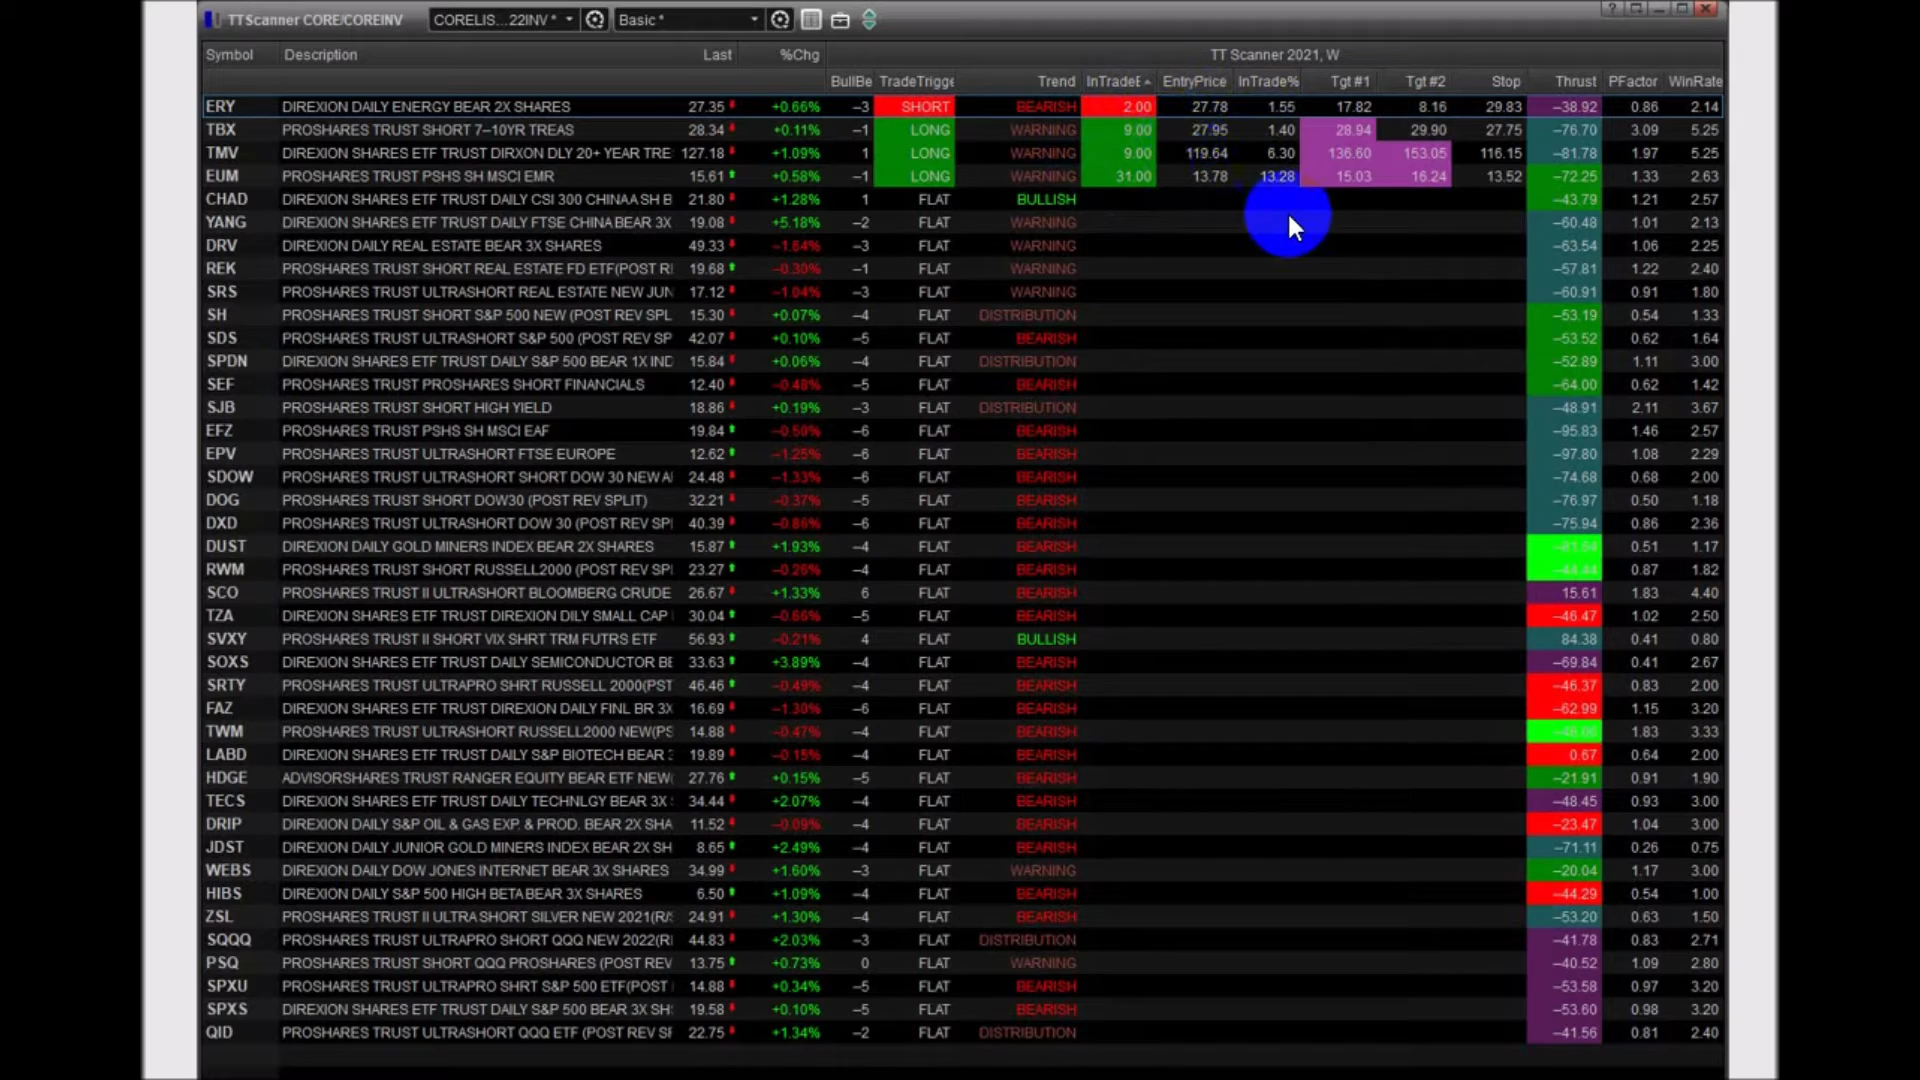 TT Scanner CORE/COREINV CORELIS...22INV * Basic *
Symbol Description Last %Chg TT Scanner 2021, W
BullBe TradeTrigge Trend InTradeE EntryPrice InTrade% Tgt #1 Tgt #2 Stop Thrust PFactor WinRate
ERY DIREXION DAILY ENERGY BEAR 2X SHARES 27.35 +0.66% –3 SHORT BEARISH 2.00 27.78 1.55 17.82 8.16 29.83 –38.92 0.86 2.14
TBX PROSHARES TRUST SHORT 7–10YR TREAS 28.34 +0.11% –1 LONG WARNING 9.00 27.95 1.40 28.94 29.90 27.75 –76.70 3.09 5.25
TMV DIREXION SHARES ETF TRUST DIRXON DLY 20+ YEAR TRE 127.18 +1.09% 1 LONG WARNING 9.00 119.64 6.30 136.60 153.05 116.15 –81.78 1.97 5.25
EUM PROSHARES TRUST PSHS SH MSCI EMR 15.61 +0.58% –1 LONG WARNING 31.00 13.78 13.28 15.03 16.24 13.52 –72.25 1.33 2.63
CHAD DIREXION SHARES ETF TRUST DAILY CSI 300 CHINA A SH B 21.80 +1.28% 1 FLAT BULLISH –43.79 1.21 2.57
YANG DIREXION SHARES ETF TRUST DAILY FTSE CHINA BEAR 3X 19.08 +5.18% –2 FLAT WARNING –60.48 1.01 2.13
DRV DIREXION DAILY REAL ESTATE BEAR 3X SHARES 49.33 –1.64% –3 FLAT WARNING –63.54 1.06 2.25
REK PROSHARES TRUST SHORT REAL ESTATE FD ETF(POST RI 19.68 –0.30% –1 FLAT WARNING –57.81 1.22 2.40
SRS PROSHARES TRUST ULTRASHORT REAL ESTATE NEW JUN 17.12 –1.04% –3 FLAT WARNING –60.91 0.91 1.80
SH PROSHARES TRUST SHORT S&P 500 NEW (POST REV SPL 15.30 +0.07% –4 FLAT DISTRIBUTION –53.19 0.54 1.33
SDS PROSHARES TRUST ULTRASHORT S&P 500 (POST REV SP 42.07 +0.10% –5 FLAT BEARISH –53.52 0.62 1.64
SPDN DIREXION SHARES ETF TRUST DAILY S&P 500 BEAR 1X IND 15.84 +0.06% –4 FLAT DISTRIBUTION –52.89 1.11 3.00
SEF PROSHARES TRUST PROSHARES SHORT FINANCIALS 12.40 –0.48% –5 FLAT BEARISH –64.00 0.62 1.42
SJB PROSHARES TRUST SHORT HIGH YIELD 18.86 +0.19% –3 FLAT DISTRIBUTION –48.91 2.11 3.67
EFZ PROSHARES TRUST PSHS SH MSCI EAF 19.84 –0.50% –6 FLAT BEARISH –95.83 1.46 2.57
EPV PROSHARES TRUST ULTRASHORT FTSE EUROPE 12.62 –1.25% –6 FLAT BEARISH –97.80 1.08 2.29
SDOW PROSHARES TRUST ULTRASHORT SHORT DOW 30 NEW A 24.48 –1.33% –6 FLAT BEARISH –74.68 0.68 2.00
DOG PROSHARES TRUST SHORT DOW30 (POST REV SPLIT) 32.21 –0.37% –5 FLAT BEARISH –76.97 0.50 1.18
DXD PROSHARES TRUST ULTRASHORT DOW 30 (POST REV SPI 40.39 –0.86% –6 FLAT BEARISH –75.94 0.86 2.36
DUST DIREXION DAILY GOLD MINERS INDEX BEAR 2X SHARES 15.87 +1.93% –4 FLAT BEARISH 0.51 1.17
RWM PROSHARES TRUST SHORT RUSSELL2000 (POST REV SPI 23.27 –0.26% –4 FLAT BEARISH 0.87 1.82
SCO PROSHARES TRUST II ULTRASHORT BLOOMBERG CRUDE 26.67 +1.33% 6 FLAT BEARISH 15.61 1.83 4.40
TZA DIREXION SHARES ETF TRUST DIREXION DILY SMALL CAP 30.04 –0.66% –5 FLAT BEARISH –46.47 1.02 2.50
SVXY PROSHARES TRUST II SHORT VIX SHRT TRM FUTRS ETF 56.93 –0.21% 4 FLAT BULLISH 84.38 0.41 0.80
SOXS DIREXION SHARES ETF TRUST DAILY SEMICONDUCTOR BE 33.63 +3.89% –4 FLAT BEARISH –69.84 0.41 2.67
SRTY PROSHARES TRUST ULTRAPRO SHRT RUSSELL 2000(PST 46.46 –0.49% –4 FLAT BEARISH –46.37 0.83 2.00
FAZ DIREXION SHARES ETF TRUST DIREXION DAILY FINL BR 3X 16.69 –1.30% –6 FLAT BEARISH –62.99 1.15 3.20
TWM PROSHARES TRUST ULTRASHORT RUSSELL2000 NEW(PS 14.88 –0.47% –4 FLAT BEARISH 1.83 3.33
LABD DIREXION SHARES ETF TRUST DAILY S&P BIOTECH BEAR 3 19.89 –0.15% –4 FLAT BEARISH 0.67 0.64 2.00
HDGE ADVISORSHARES TRUST RANGER EQUITY BEAR ETF NEW( 27.76 +0.15% –5 FLAT BEARISH –21.91 0.91 1.90
TECS DIREXION SHARES ETF TRUST DAILY TECHNLGY BEAR 3X 34.44 +2.07% –4 FLAT BEARISH –48.45 0.93 3.00
DRIP DIREXION DAILY S&P OIL & GAS EXP. & PROD. BEAR 2X SHA 11.52 –0.09% –4 FLAT BEARISH –23.47 1.04 3.00
JDST DIREXION DAILY JUNIOR GOLD MINERS INDEX BEAR 2X SH 8.65 +2.49% –4 FLAT BEARISH –71.11 0.26 0.75
WEBS DIREXION DAILY DOW JONES INTERNET BEAR 3X SHARES 34.99 +1.60% –3 FLAT WARNING –20.04 1.17 3.00
HIBS DIREXION DAILY S&P 500 HIGH BETA BEAR 3X SHARES 6.50 +1.09% –4 FLAT BEARISH –44.29 0.54 1.00
ZSL PROSHARES TRUST II ULTRA SHORT SILVER NEW 2021(R/ 24.91 +1.30% –4 FLAT BEARISH –53.20 0.63 1.50
SQQQ PROSHARES TRUST ULTRAPRO SHORT QQQ NEW 2022(RI 44.83 +2.03% –3 FLAT DISTRIBUTION –41.78 0.83 2.71
PSQ PROSHARES TRUST SHORT QQQ PROSHARES (POST REV 13.75 +0.73% 0 FLAT WARNING –40.52 1.09 2.80
SPXU PROSHARES TRUST ULTRAPRO SHRT S&P 500 ETF(POST 14.88 +0.34% –5 FLAT BEARISH –53.58 0.97 3.20
SPXS DIREXION SHARES ETF TRUST DAILY S&P 500 BEAR 3X SH 19.58 +0.10% –5 FLAT BEARISH –53.60 0.98 3.20
QID PROSHARES TRUST ULTRASHORT QQQ ETF (POST REV SF 22.75 +1.34% –2 FLAT DISTRIBUTION –41.56 0.81 2.40